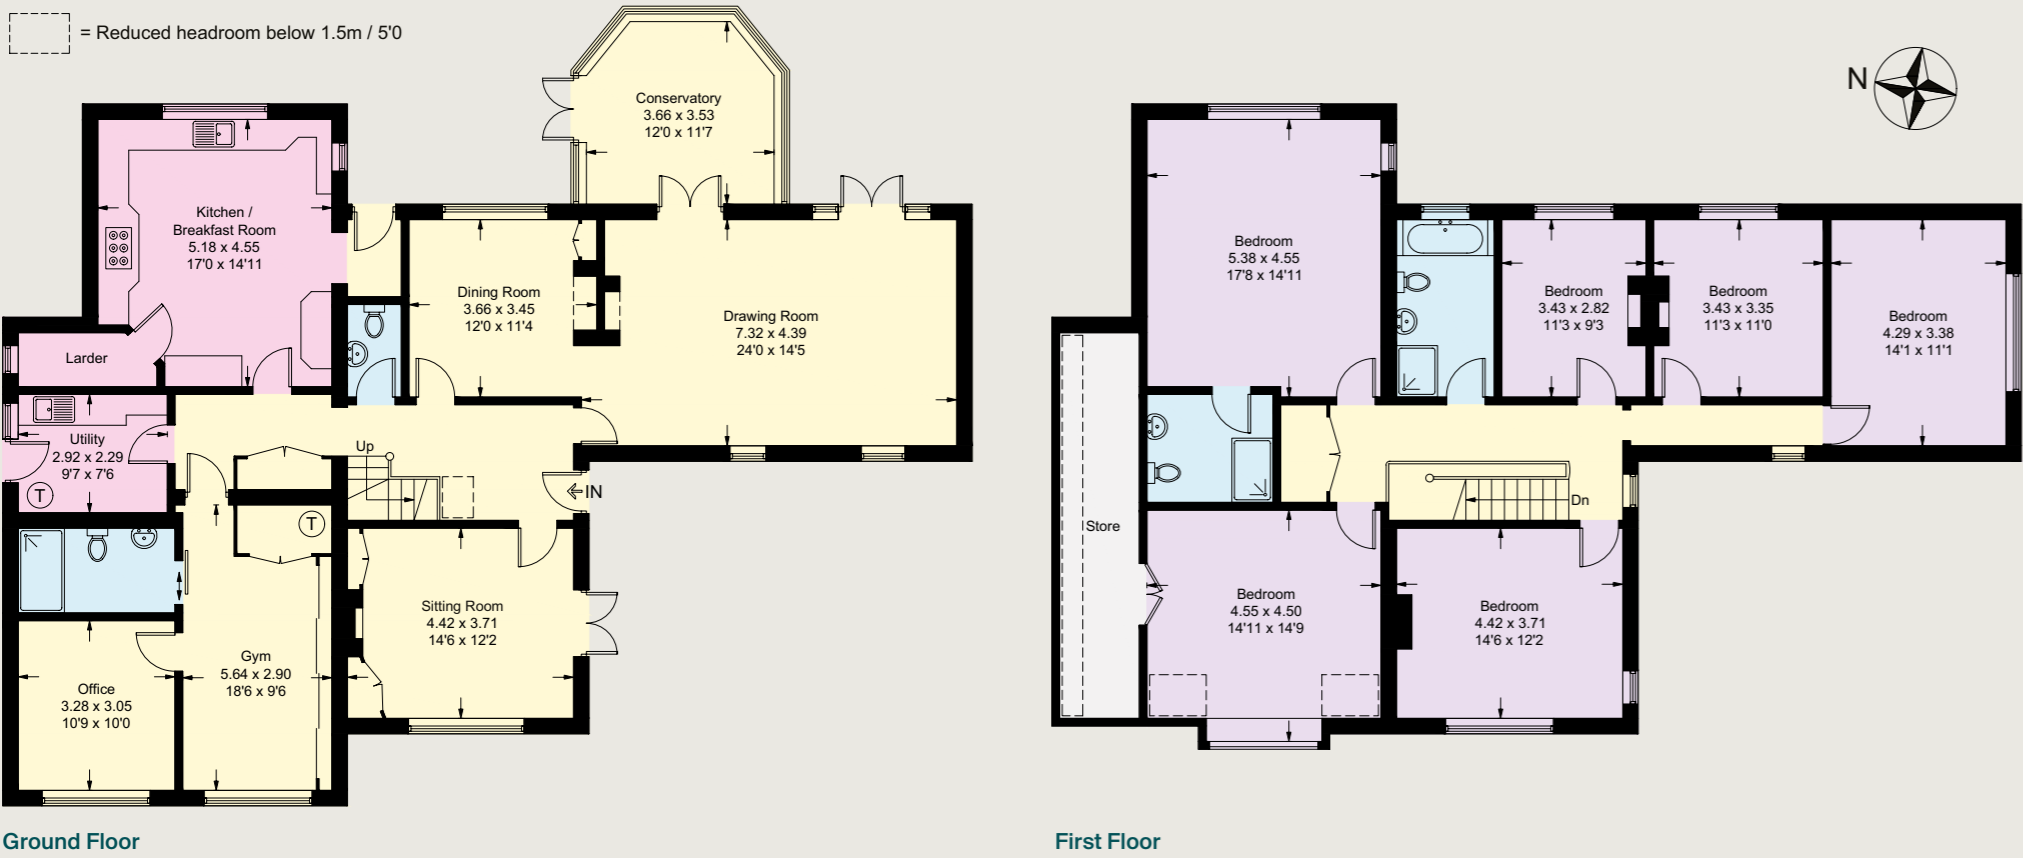 = Reduced headroom below 1.5m / 5'0
Conservatory
3.66 x 3.53
12'0 x 11'7
Kitchen /
Breakfast Room
5.18 x 4.55
17'0 x 14'11
Dining Room
3.66 x 3.45
12'0 x 11'4
Drawing Room
7.32 x 4.39
24'0 x 14'5
Larder
Utility
2.92 x 2.29
9'7 x 7'6
T
Up
IN
T
Sitting Room
4.42 x 3.71
14'6 x 12'2
Gym
5.64 x 2.90
18'6 x 9'6
Office
3.28 x 3.05
10'9 x 10'0
Ground Floor
N
Bedroom
5.38 x 4.55
17'8 x 14'11
Bedroom
3.43 x 2.82
11'3 x 9'3
Bedroom
3.43 x 3.35
11'3 x 11'0
Bedroom
4.29 x 3.38
14'1 x 11'1
Dn
Store
Bedroom
4.55 x 4.50
14'11 x 14'9
Bedroom
4.42 x 3.71
14'6 x 12'2
First Floor